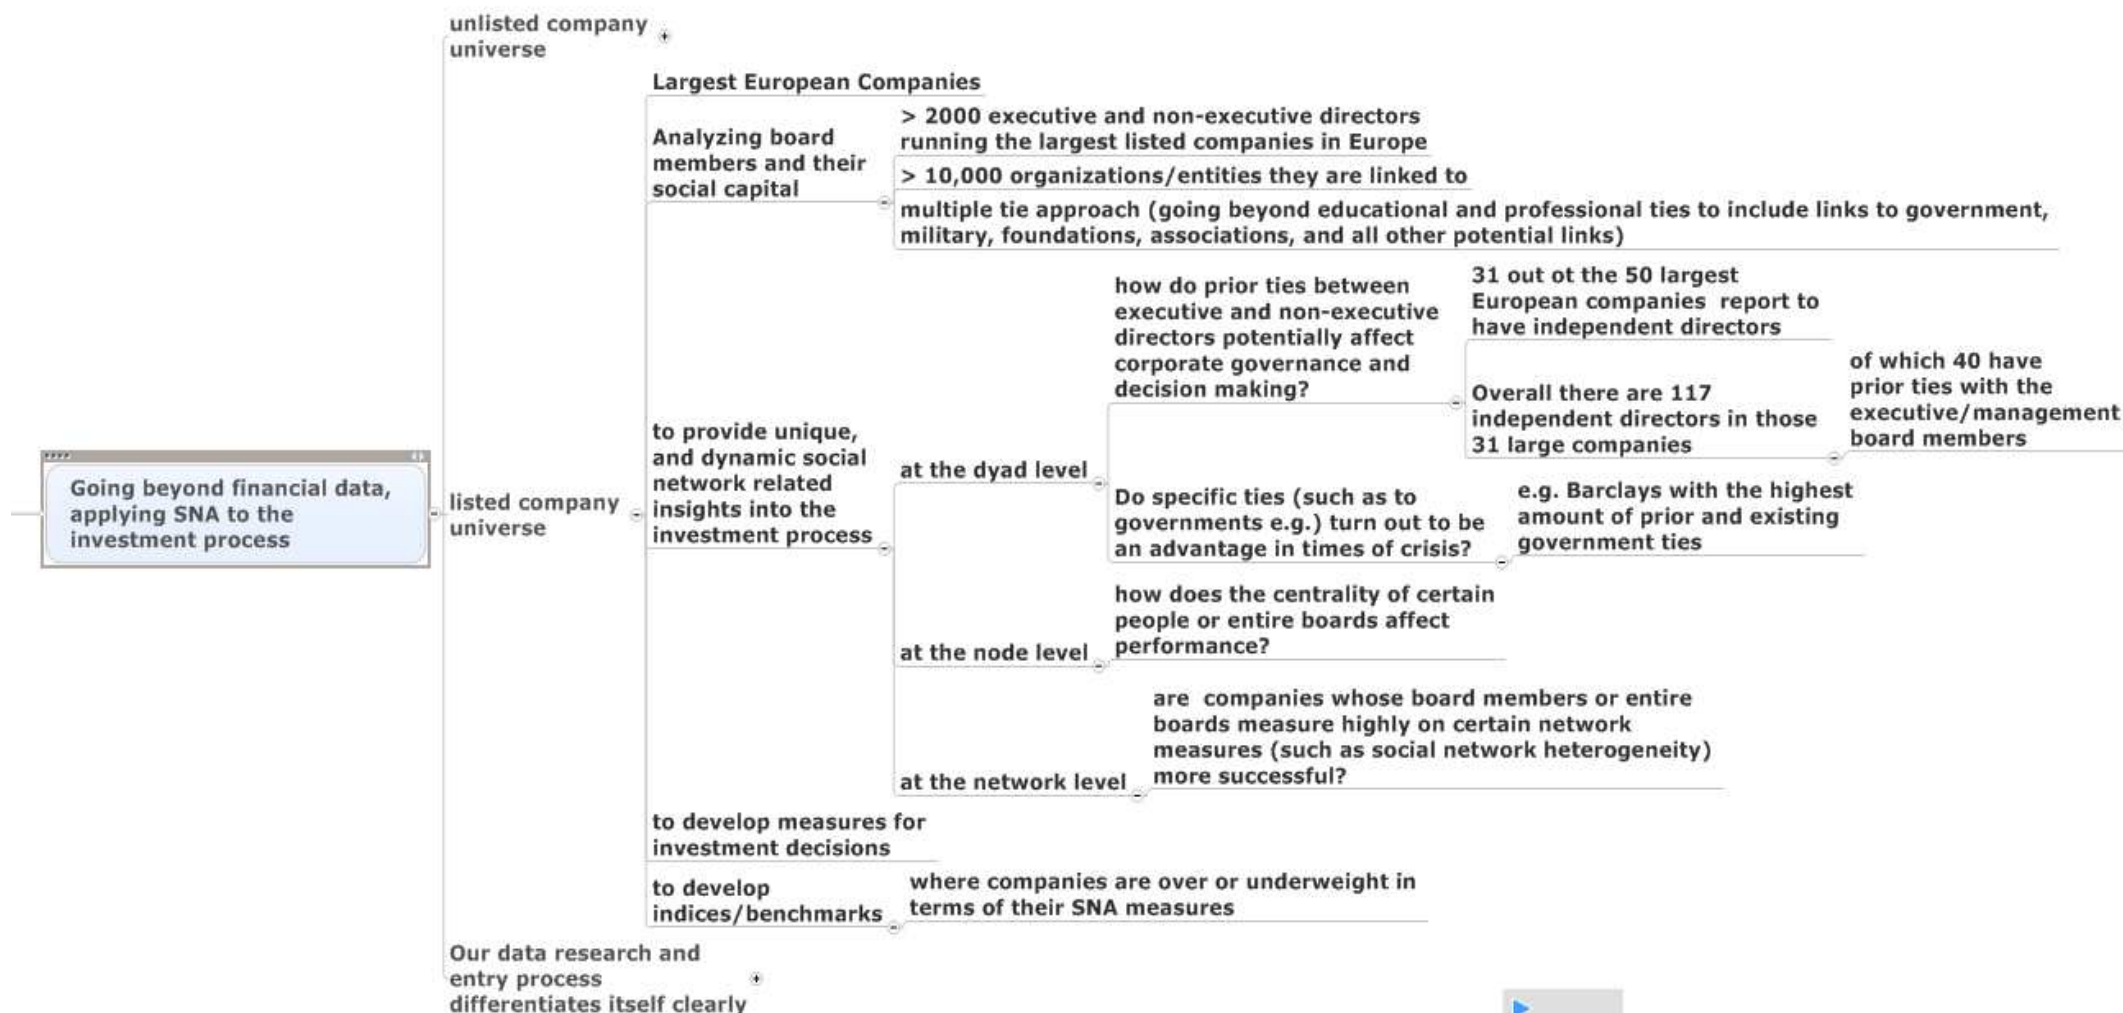 unlisted company
universe
Largest European Companies
Analyzing board
members and their
social capital
> 2000 executive and non-executive directors
running the largest listed companies in Europe
> 10,000 organizations/entities they are linked to
multiple tie approach (going beyond educational and professional ties to include links to government,
military, foundations, associations, and all other potential links)
Going beyond financial data,
applying SNA to the
investment process
listed company
universe
to provide unique,
and dynamic social
network related
insights into the
investment process
at the dyad level
how do prior ties between
executive and non-executive
directors potentially affect
corporate governance and
decision making?
31 out ot the 50 largest
European companies report to
have independent directors
Overall there are 117
independent directors in those
31 large companies
of which 40 have
prior ties with the
executive/management
board members
Do specific ties (such as to
governments e.g.) turn out to be
an advantage in times of crisis?
e.g. Barclays with the highest
amount of prior and existing
government ties
at the node level
how does the centrality of certain
people or entire boards affect
performance?
at the network level
are companies whose board members or entire
boards measure highly on certain network
measures (such as social network heterogeneity)
more successful?
to develop measures for
investment decisions
to develop
indices/benchmarks
where companies are over or underweight in
terms of their SNA measures
Our data research and
entry process
differentiates itself clearly